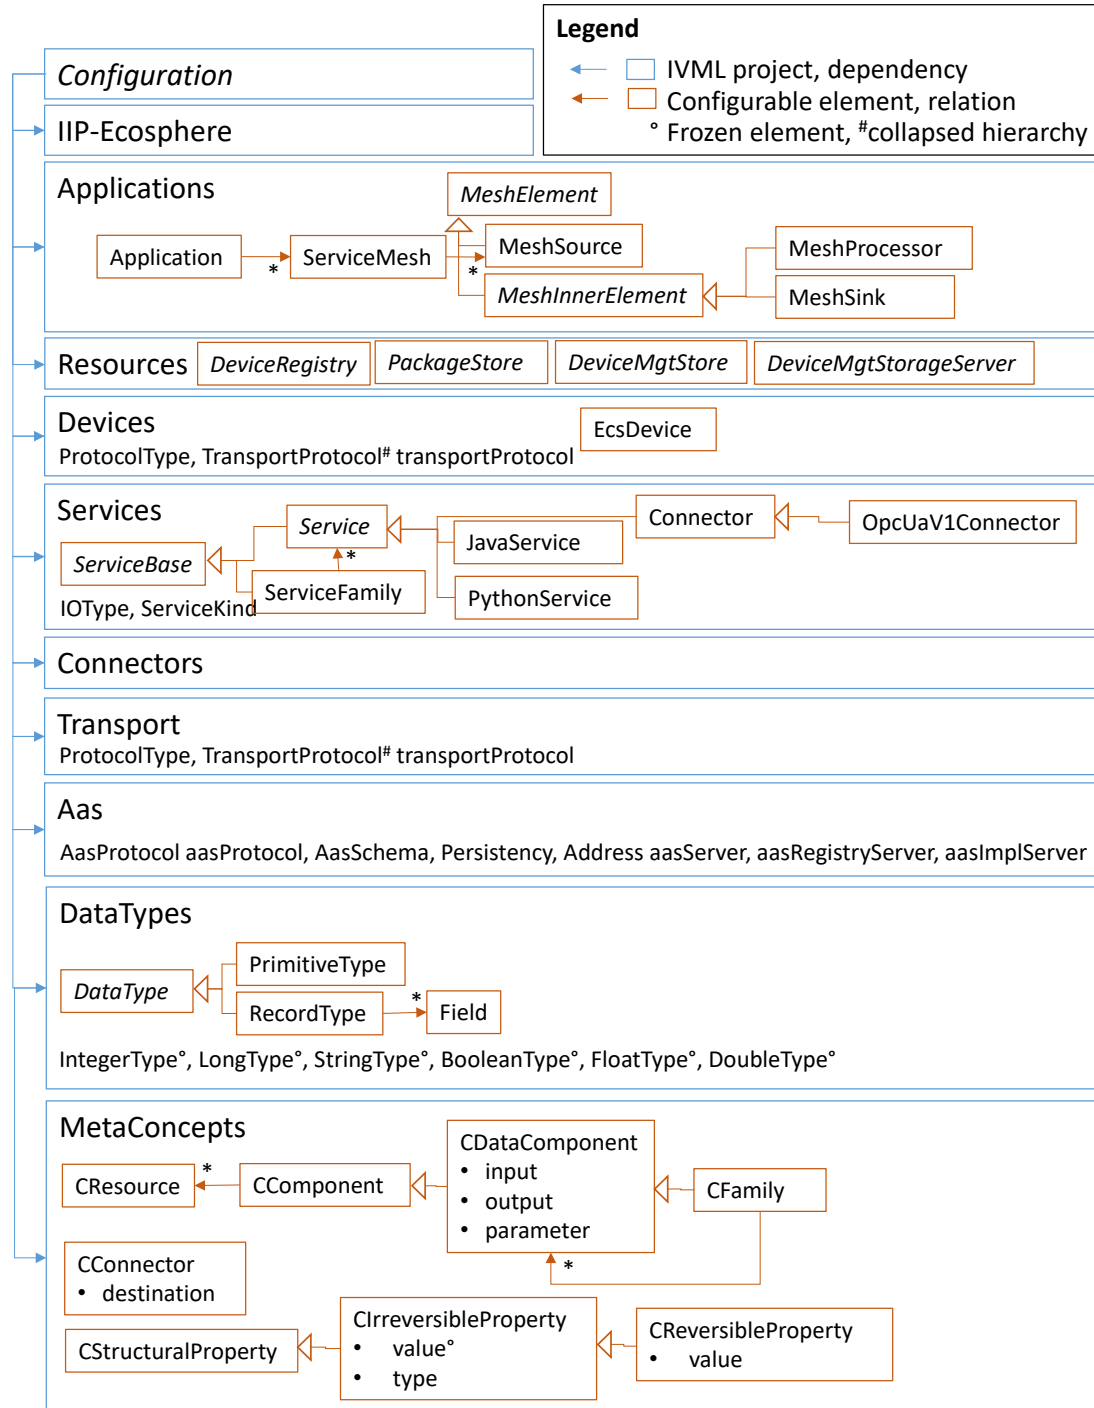 Legend
IVML project, dependency
Configurable element, relation
° Frozen element, #collapsed hierarchy
Configuration
IIP-Ecosphere
Applications
MeshElement
Application
*
ServiceMesh
*
MeshSource
MeshInnerElement
MeshProcessor
MeshSink
Resources
DeviceRegistry
PackageStore
DeviceMgtStore
DeviceMgtStorageServer
Devices
EcsDevice
ProtocolType, TransportProtocol# transportProtocol
Services
Service
Connector
OpcUaV1Connector
JavaService
ServiceBase
*
ServiceFamily
PythonService
IOType, ServiceKind
Connectors
Transport
ProtocolType, TransportProtocol# transportProtocol
Aas
AasProtocol aasProtocol, AasSchema, Persistency, Address aasServer, aasRegistryServer, aasImplServer
DataTypes
PrimitiveType
DataType
RecordType
*
Field
IntegerType°, LongType°, StringType°, BooleanType°, FloatType°, DoubleType°
MetaConcepts
CResource
*
CComponent
CDataComponent
• input
• output
• parameter
CFamily
*
CConnector
• destination
CStructuralProperty
CIrreversibleProperty
• value°
• type
CReversibleProperty
• value